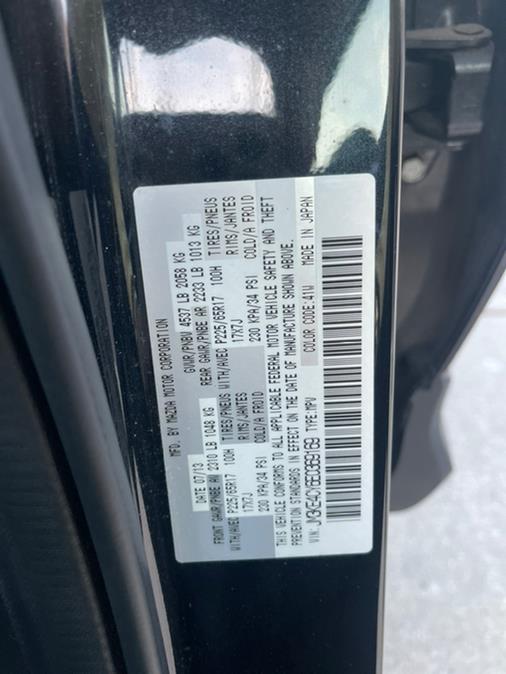 MFD. BY MAZDA MOTOR CORPORATION
DATE 07/13 GVWR/PNBV 4537 LB 2058 KG
FRONT GAWR/PNBE AV 2310 LB 1048 KG REAR GAWR/PNBE AR 2233 LB 1013 KG
WITH/AVEC P225/65R17 100H TIRES/PNEUS WITH/AVEC P225/65R17 100H TIRES/PNEUS
17X7J RIMS/JANTES 17X7J RIMS/JANTES
230 KPA/34 PSI COLD/A FROID 230 KPA/34 PSI COLD/A FROID
THIS VEHICLE CONFORMS TO ALL APPLICABLE FEDERAL MOTOR VEHICLE SAFETY AND THEFT
PREVENTION STANDARDS IN EFFECT ON THE DATE OF MANUFACTURE SHOWN ABOVE.
COLOR CODE:41W MADE IN JAPAN
VIN: JM3KE4CY6E0369169 TYPE:MPV